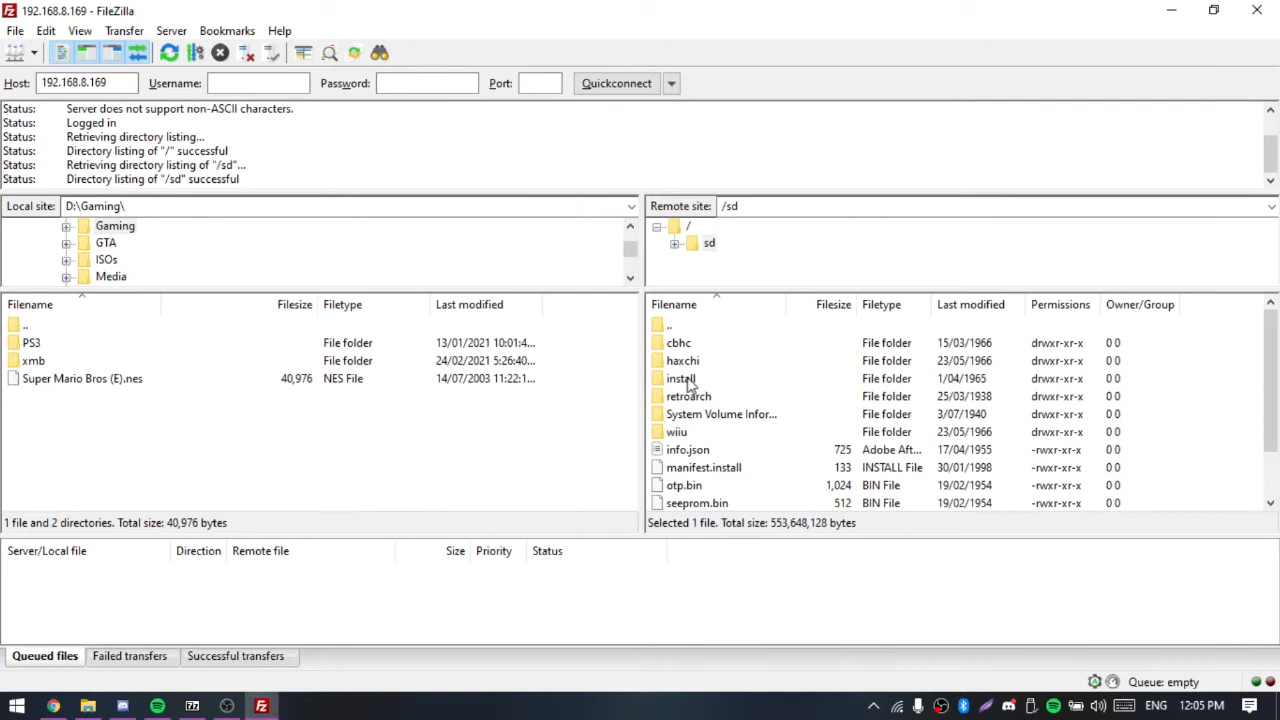 192.168.8.169 - FileZilla
File Edit View Transfer Server Bookmarks Help
Host: 192.168.8.169 Username: Password: Port: Quickconnect
Status: Server does not support non-ASCII characters.
Status: Logged in
Status: Retrieving directory listing...
Status: Directory listing of "/" successful
Status: Retrieving directory listing of "/sd"...
Status: Directory listing of "/sd" successful
Local site: D:\Gaming\
Gaming
GTA
ISOs
Media
Filename Filesize Filetype Last modified
..
PS3 File folder 13/01/2021 10:01:4...
xmb File folder 24/02/2021 5:26:40...
Super Mario Bros (E).nes 40,976 NES File 14/07/2003 11:22:1...
1 file and 2 directories. Total size: 40,976 bytes
Remote site: /sd
/
sd
Filename Filesize Filetype Last modified Permissions Owner/Group
..
cbhc File folder 15/03/1966 drwxr-xr-x 0 0
haxchi File folder 23/05/1966 drwxr-xr-x 0 0
install File folder 1/04/1965 drwxr-xr-x 0 0
retroarch File folder 25/03/1938 drwxr-xr-x 0 0
System Volume Infor... File folder 3/07/1940 drwxr-xr-x 0 0
wiiu File folder 23/05/1966 drwxr-xr-x 0 0
info.json 725 Adobe Aft... 17/04/1955 -rwxr-xr-x 0 0
manifest.install 133 INSTALL File 30/01/1998 -rwxr-xr-x 0 0
otp.bin 1,024 BIN File 19/02/1954 -rwxr-xr-x 0 0
seeprom.bin 512 BIN File 19/02/1954 -rwxr-xr-x 0 0
Selected 1 file. Total size: 553,648,128 bytes
Server/Local file Direction Remote file Size Priority Status
Queued files Failed transfers Successful transfers
Queue: empty
ENG 12:05 PM